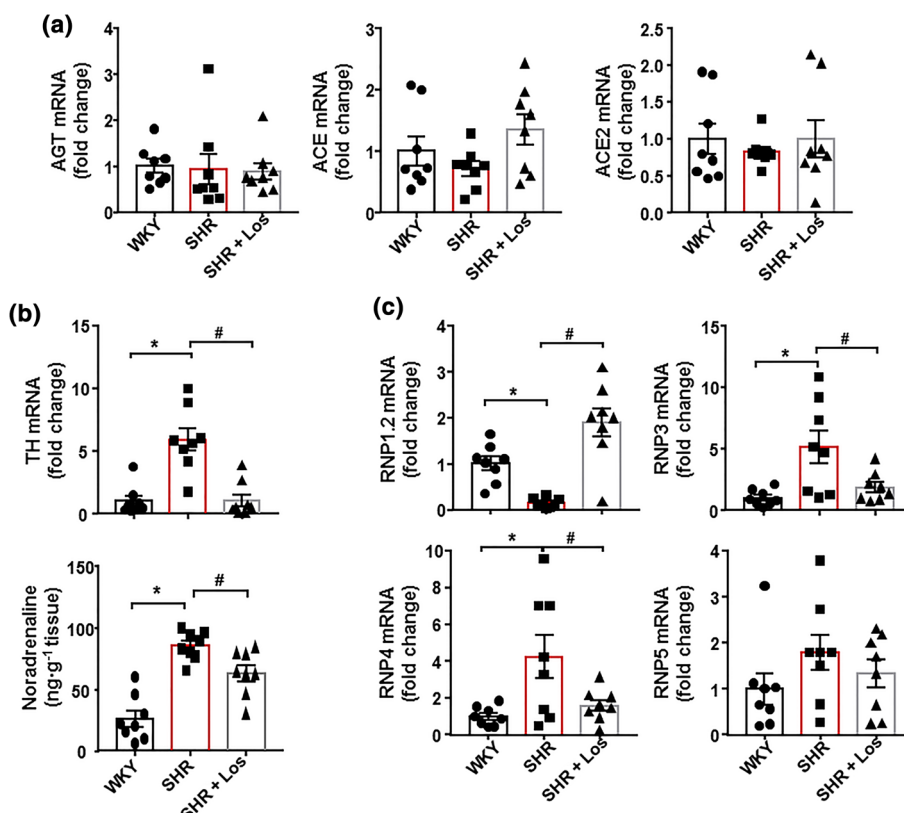 (a)
AGT mRNA
(fold change)
4
3
2
1
0
WKY
SHR
SHR + Los
ACE mRNA
(fold change)
3
2
1
0
WKY
SHR
SHR + Los
ACE2 mRNA
(fold change)
2.5
2.0
1.5
1.0
0.5
0.0
WKY
SHR
SHR + Los
(b)
TH mRNA
(fold change)
15
10
5
0
*
#
Noradrenaline
(ng·g⁻¹ tissue)
150
100
50
0
*
#
WKY
SHR
SHR + Los
(c)
RNP1.2 mRNA
(fold change)
4
3
2
1
0
*
#
RNP3 mRNA
(fold change)
15
10
5
0
*
#
RNP4 mRNA
(fold change)
10
8
6
4
2
0
*
#
WKY
SHR
SHR + Los
RNP5 mRNA
(fold change)
4
3
2
1
0
WKY
SHR
SHR + Los